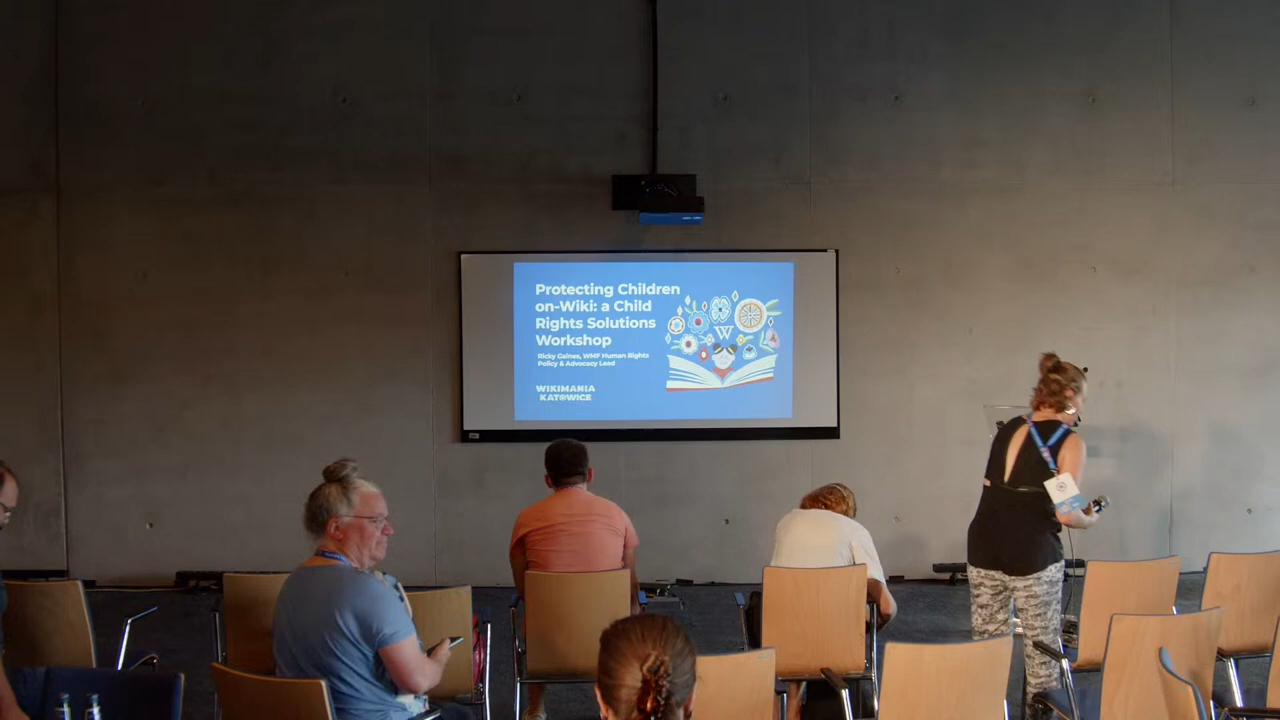 Protecting Children
on-Wiki: a Child
Rights Solutions
Workshop
Ricky Gaines, WMF Human Rights
Policy & Advocacy Lead
WIKIMANIA
KATOWICE
W